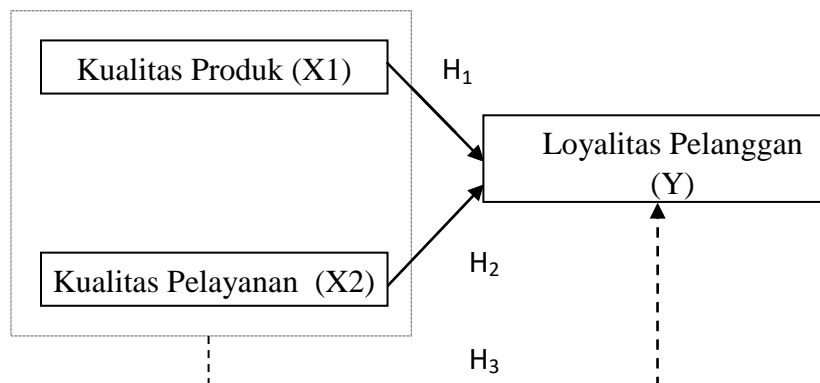 Kualitas Produk (X1)
H₁
Loyalitas Pelanggan
(Y)
Kualitas Pelayanan (X2)
H₂
H₃